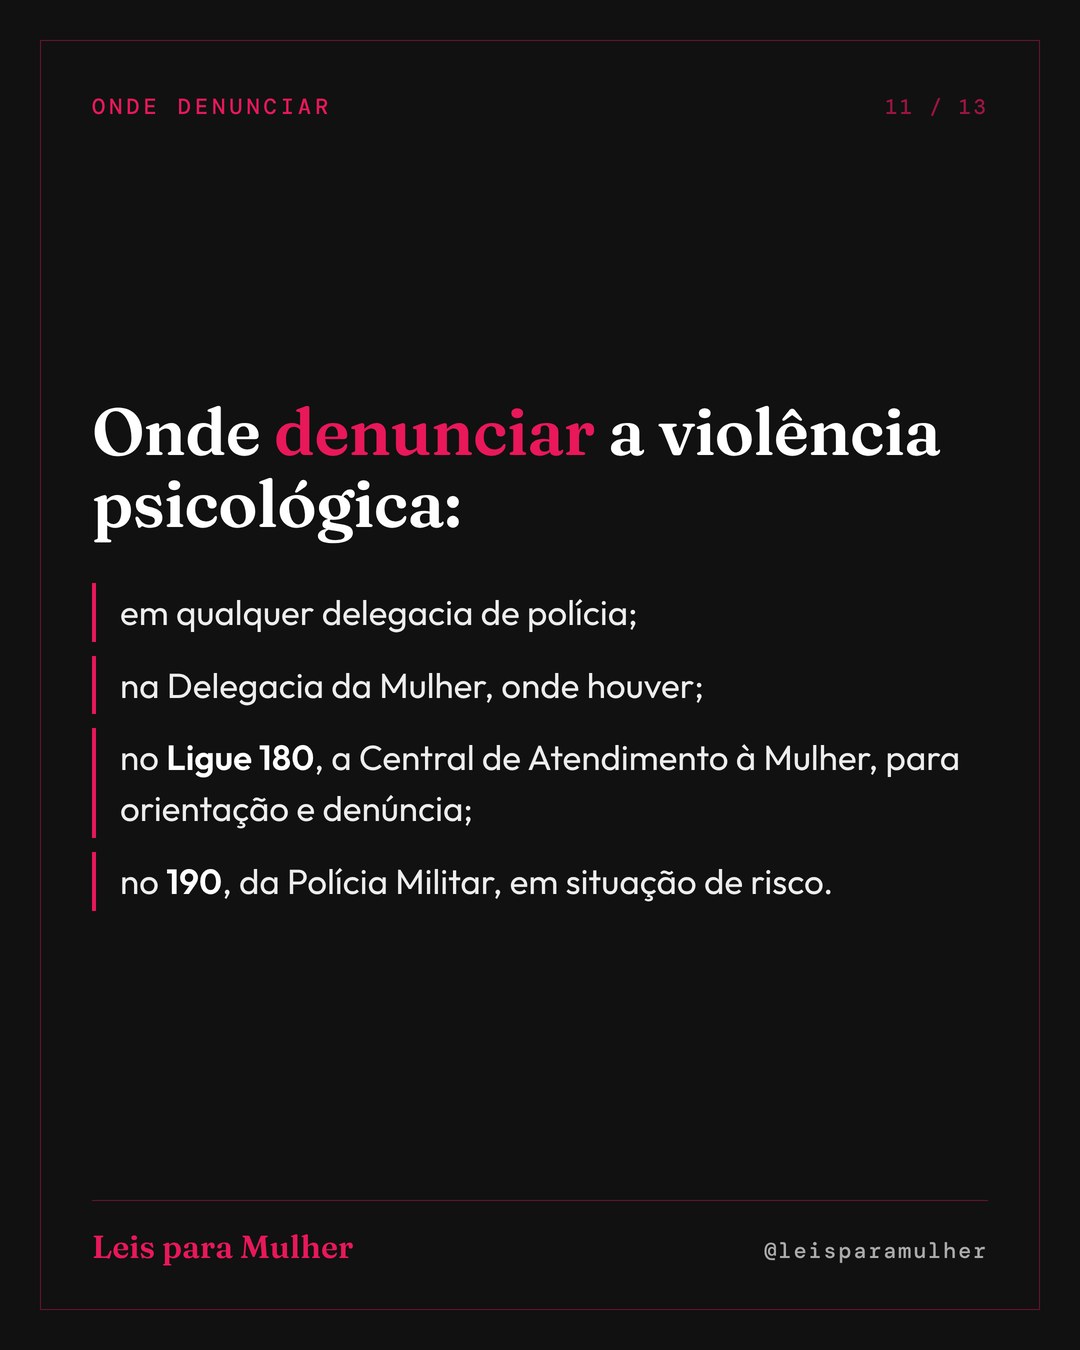 ONDE DENUNCIAR
11 / 13
Onde denunciar a violência
psicológica:
em qualquer delegacia de polícia;
na Delegacia da Mulher, onde houver;
no Ligue 180, a Central de Atendimento à Mulher, para
orientação e denúncia;
no 190, da Polícia Militar, em situação de risco.
Leis para Mulher
@leisparamulher